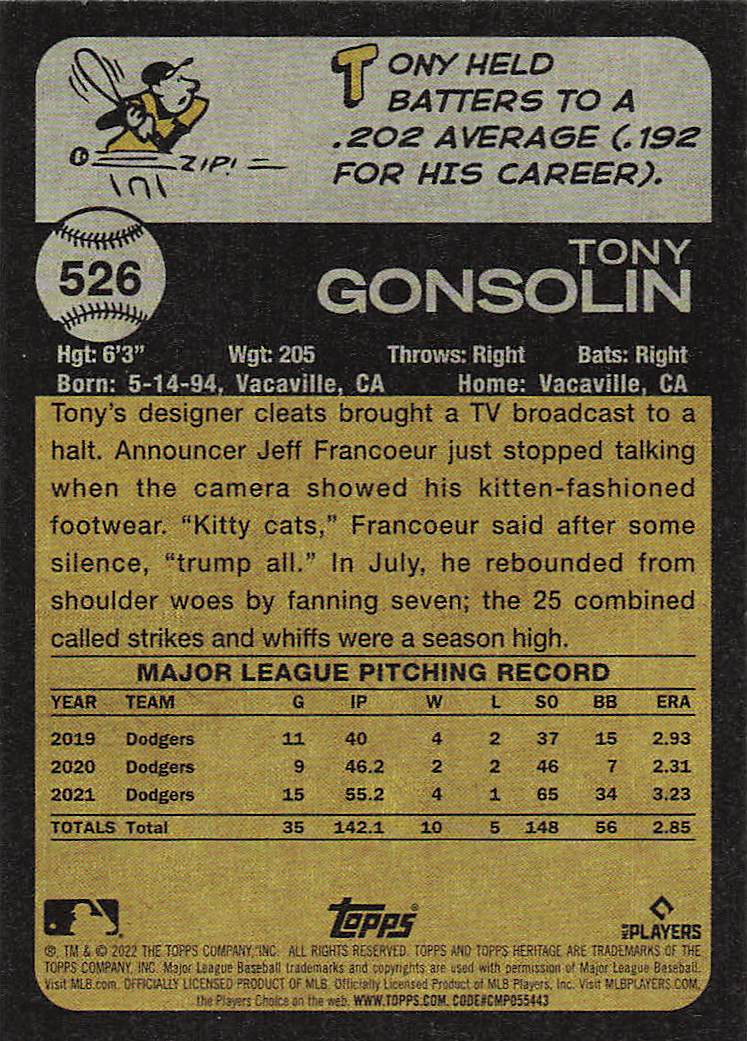 TONY HELD
BATTERS TO A
.202 AVERAGE (.192
FOR HIS CAREER).
ZIP!
526
TONY
GONSOLIN
Hgt: 6'3" Wgt: 205 Throws: Right Bats: Right
Born: 5-14-94, Vacaville, CA Home: Vacaville, CA
Tony's designer cleats brought a TV broadcast to a
halt. Announcer Jeff Francoeur just stopped talking
when the camera showed his kitten-fashioned
footwear. "Kitty cats," Francoeur said after some
silence, "trump all." In July, he rebounded from
shoulder woes by fanning seven; the 25 combined
called strikes and whiffs were a season high.
MAJOR LEAGUE PITCHING RECORD
YEAR TEAM G IP W L SO BB ERA
2019 Dodgers 11 40 4 2 37 15 2.93
2020 Dodgers 9 46.2 2 2 46 7 2.31
2021 Dodgers 15 55.2 4 1 65 34 3.23
TOTALS Total 35 142.1 10 5 148 56 2.85
Topps®
MLB PLAYERS
®, TM & © 2022 THE TOPPS COMPANY, INC. ALL RIGHTS RESERVED. TOPPS AND TOPPS HERITAGE ARE TRADEMARKS OF THE
TOPPS COMPANY, INC. Major League Baseball trademarks and copyrights are used with permission of Major League Baseball.
Visit MLB.com. OFFICIALLY LICENSED PRODUCT OF MLB. Officially Licensed Product of MLB Players, Inc. Visit MLBPLAYERS.COM,
the Players Choice on the web. WWW.TOPPS.COM. CODE#CMP055443